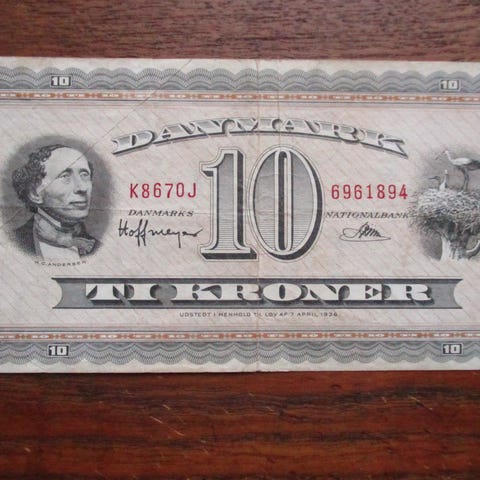 10 10
DANMARK
K8670J 10 6961894
DANMARKS NATIONALBANK
Hoffmeyer
H.C. ANDERSEN
TI KRONER
UDSTEDT I HENHOLD TIL LOV AF 7 APRIL 1936
10 10